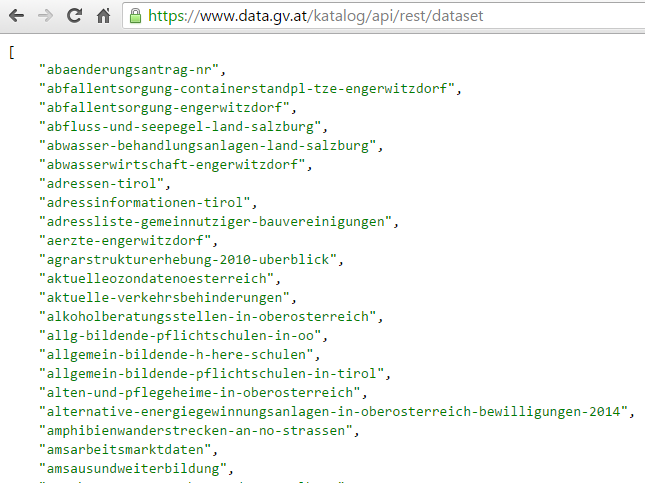 https://www.data.gv.at/katalog/api/rest/dataset
[
"abaenderungsantrag-nr",
"abfallentsorgung-containerstandpl-tze-engerwitzdorf",
"abfallentsorgung-engerwitzdorf",
"abfluss-und-seepegel-land-salzburg",
"abwasser-behandlungsanlagen-land-salzburg",
"abwasserwirtschaft-engerwitzdorf",
"adressen-tirol",
"adressinformationen-tirol",
"adressliste-gemeinnutziger-bauvereinigungen",
"aerzte-engerwitzdorf",
"agrarstrukturerhebung-2010-uberblick",
"aktuelleozondatenoesterreich",
"aktuelle-verkehrsbehinderungen",
"alkoholberatungsstellen-in-oberosterreich",
"allg-bildende-pflichtschulen-in-oo",
"allgemein-bildende-h-here-schulen",
"allgemein-bildende-pflichtschulen-in-tirol",
"alten-und-pflegeheime-in-oberosterreich",
"alternative-energiegewinnungsanlagen-in-oberosterreich-bewilligungen-2014",
"amphibienwanderstrecken-an-no-strassen",
"amsarbeitsmarktdaten",
"amsausundweiterbildung",